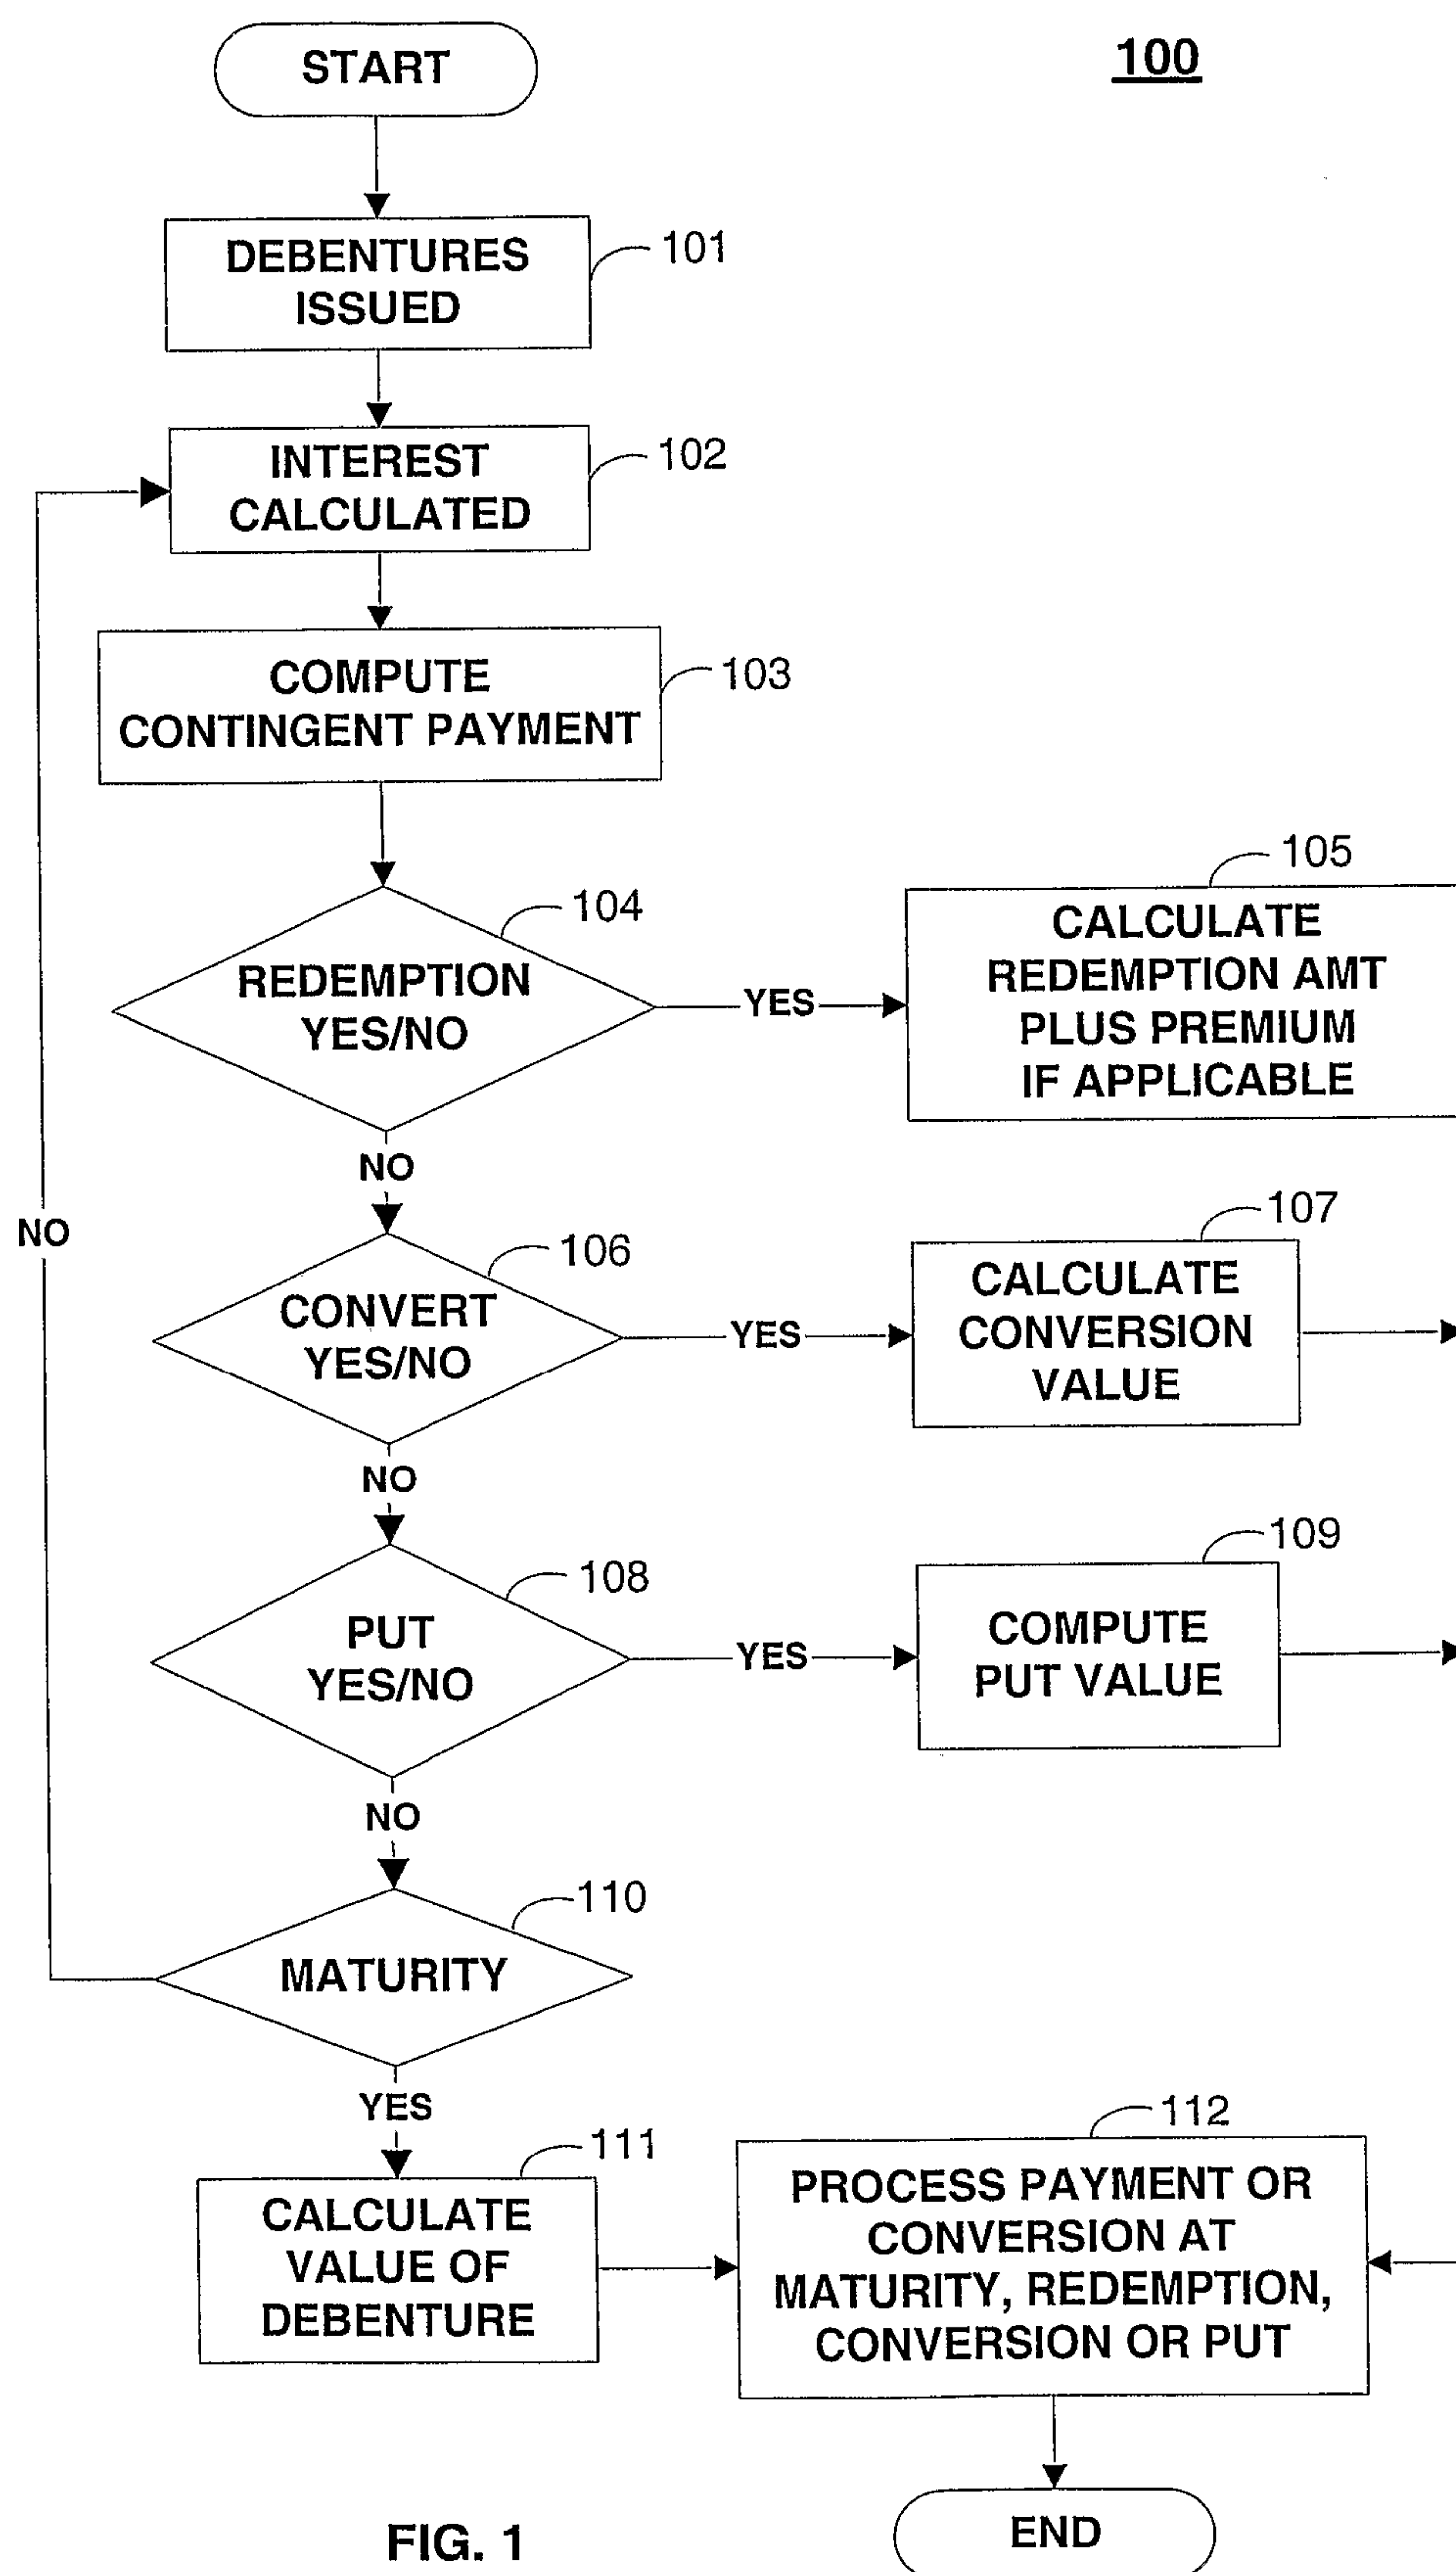 START
100
DEBENTURES
ISSUED
101
INTEREST
CALCULATED
102
COMPUTE
CONTINGENT PAYMENT
103
104
REDEMPTION
YES/NO
YES
105
CALCULATE
REDEMPTION AMT
PLUS PREMIUM
IF APPLICABLE
NO
NO
106
CONVERT
YES/NO
YES
107
CALCULATE
CONVERSION
VALUE
NO
108
PUT
YES/NO
YES
109
COMPUTE
PUT VALUE
NO
110
MATURITY
YES
111
CALCULATE
VALUE OF
DEBENTURE
112
PROCESS PAYMENT OR
CONVERSION AT
MATURITY, REDEMPTION,
CONVERSION OR PUT
END
FIG. 1